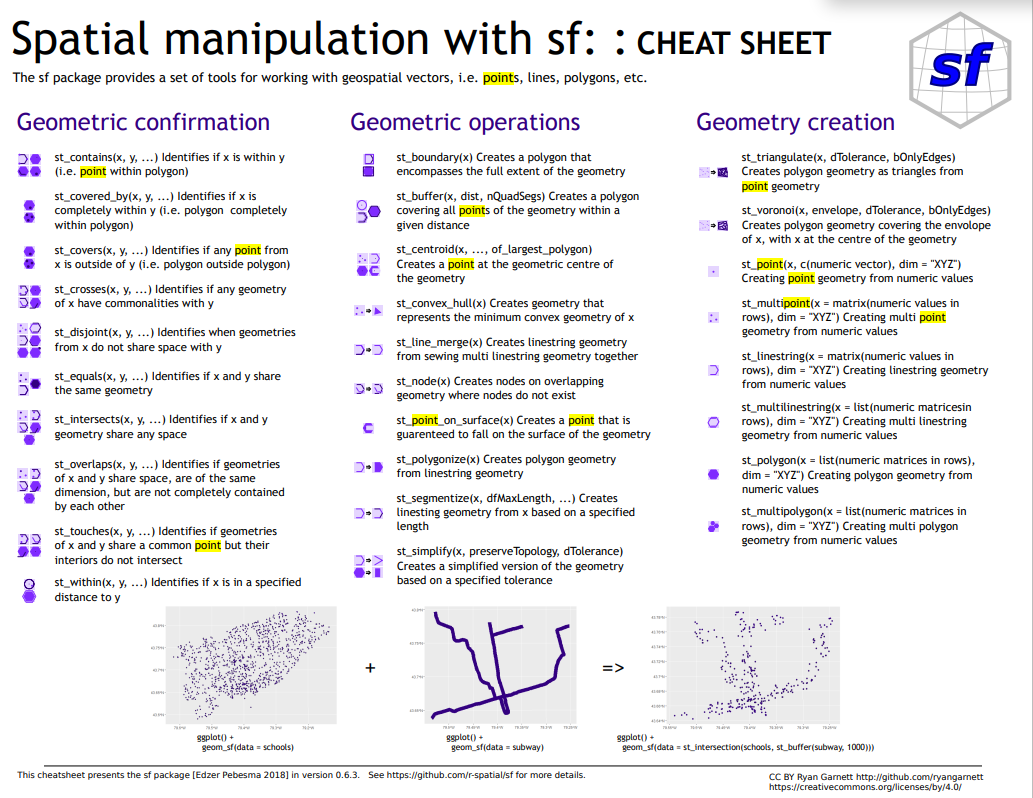 Spatial manipulation with sf: : CHEAT SHEET
The sf package provides a set of tools for working with geospatial vectors, i.e. points, lines, polygons, etc.
sf
Geometric confirmation
st_contains(x, y, ...) Identifies if x is within y
(i.e. point within polygon)
st_covered_by(x, y, ...) Identifies if x is
completely within y (i.e. polygon completely
within polygon)
st_covers(x, y, ...) Identifies if any point from
x is outside of y (i.e. polygon outside polygon)
st_crosses(x, y, ...) Identifies if any geometry
of x have commonalities with y
st_disjoint(x, y, ...) Identifies when geometries
from x do not share space with y
st_equals(x, y, ...) Identifies if x and y share
the same geometry
st_intersects(x, y, ...) Identifies if x and y
geometry share any space
st_overlaps(x, y, ...) Identifies if geometries
of x and y share space, are of the same
dimension, but are not completely contained
by each other
st_touches(x, y, ...) Identifies if geometries
of x and y share a common point but their
interiors do not intersect
st_within(x, y, ...) Identifies if x is in a specified
distance to y
Geometric operations
st_boundary(x) Creates a polygon that
encompasses the full extent of the geometry
st_buffer(x, dist, nQuadSegs) Creates a polygon
covering all points of the geometry within a
given distance
st_centroid(x, ..., of_largest_polygon)
Creates a point at the geometric centre of
the geometry
st_convex_hull(x) Creates geometry that
represents the minimum convex geometry of x
st_line_merge(x) Creates linestring geometry
from sewing multi linestring geometry together
st_node(x) Creates nodes on overlapping
geometry where nodes do not exist
st_point_on_surface(x) Creates a point that is
guarenteed to fall on the surface of the geometry
st_polygonize(x) Creates polygon geometry
from linestring geometry
st_segmentize(x, dfMaxLength, ...) Creates
linesting geometry from x based on a specified
length
st_simplify(x, preserveTopology, dTolerance)
Creates a simplified version of the geometry
based on a specified tolerance
Geometry creation
st_triangulate(x, dTolerance, bOnlyEdges)
Creates polygon geometry as triangles from
point geometry
st_voronoi(x, envelope, dTolerance, bOnlyEdges)
Creates polygon geometry covering the envelope
of x, with x at the centre of the geometry
st_point(x, c(numeric vector), dim = "XYZ")
Creating point geometry from numeric values
st_multipoint(x = matrix(numeric values in
rows), dim = "XYZ") Creating multi point
geometry from numeric values
st_linestring(x = matrix(numeric values in
rows), dim = "XYZ") Creating linestring geometry
from numeric values
st_multilinestring(x = list(numeric matricesin
rows), dim = "XYZ") Creating multi linestring
geometry from numeric values
st_polygon(x = list(numeric matrices in rows),
dim = "XYZ") Creating polygon geometry from
numeric values
st_multipolygon(x = list(numeric matrices in
rows), dim = "XYZ") Creating multi polygon
geometry from numeric values
+
=>
ggplot() +
geom_sf(data = schools)
ggplot() +
geom_sf(data = subway)
ggplot() +
geom_sf(data = st_intersection(schools, st_buffer(subway, 1000)))
This cheatsheet presents the sf package [Edzer Pebesma 2018] in version 0.6.3. See https://github.com/r-spatial/sf for more details.
CC BY Ryan Garnett http://github.com/ryangarnett
https://creativecommons.org/licenses/by/4.0/